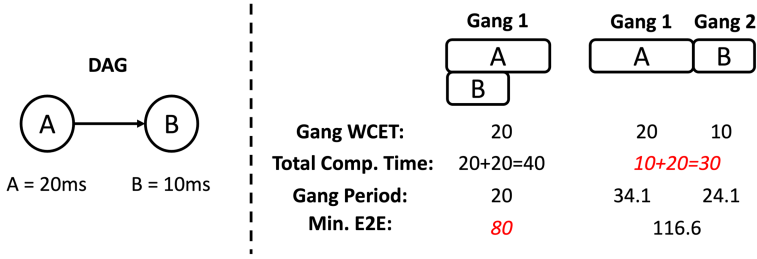 DAG
A
B
A = 20ms B = 10ms
Gang 1 Gang 1 Gang 2
A A B
B
Gang WCET: 20 20 10
Total Comp. Time: 20+20=40 10+20=30
Gang Period: 20 34.1 24.1
Min. E2E: 80 116.6